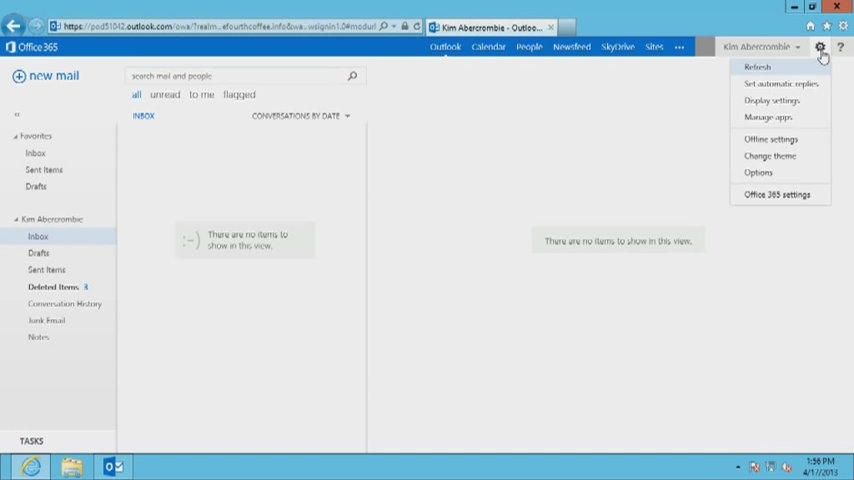 https://pod51042.outlook.com/owa/?realm...efourthcoffee.info&wa...wsignin1.0#modurl
Kim Abercrombie - Outloo...
Office 365
Outlook Calendar People Newsfeed SkyDrive Sites ... Kim Abercrombie ?
new mail
search mail and people
all unread to me flagged
INBOX CONVERSATIONS BY DATE
Refresh
Set automatic replies
Display settings
Manage apps
Offline settings
Change theme
Options
Office 365 settings
Favorites
Inbox
Sent Items
Drafts
Kim Abercrombie
Inbox
Drafts
Sent Items
Deleted Items 3
Conversation History
Junk Email
Notes
:-) There are no items to
show in this view.
There are no items to show in this view.
TASKS
1:56 PM
4/17/2013